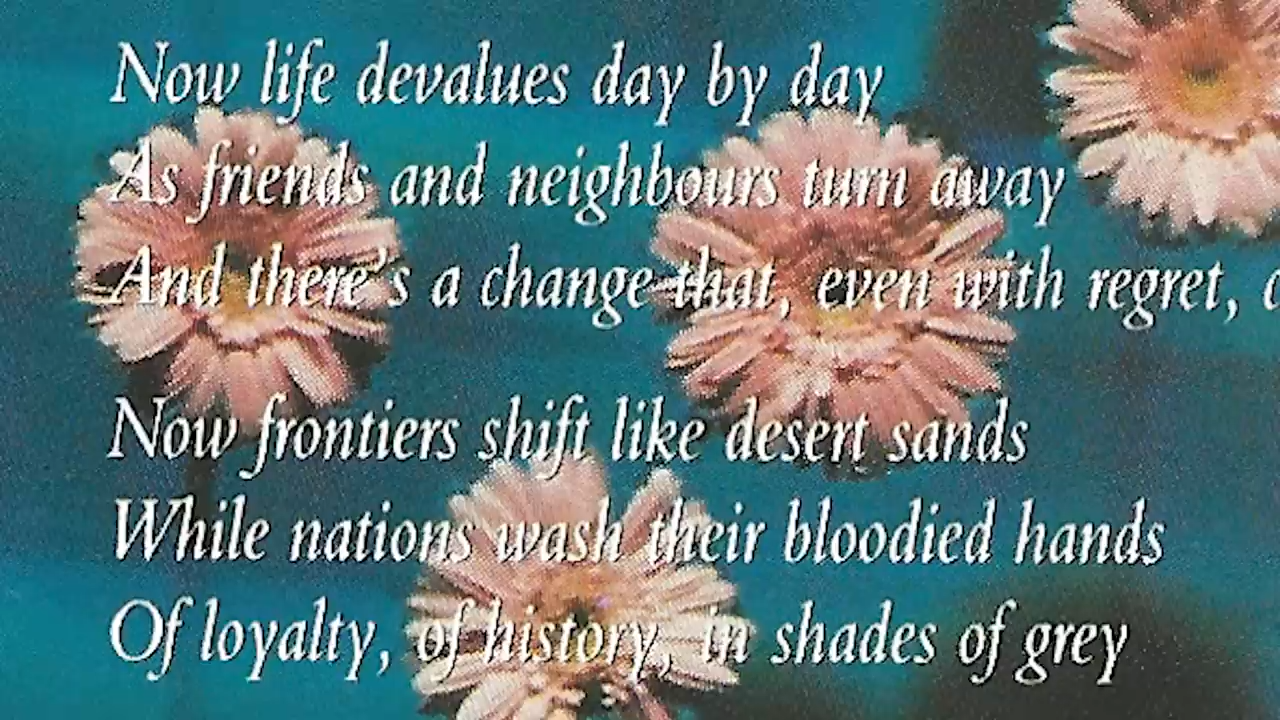 Now life devalues day by day
As friends and neighbours turn away
And there's a change that, even with regret,
Now frontiers shift like desert sands
While nations wash their bloodied hands
Of loyalty, of history, in shades of grey